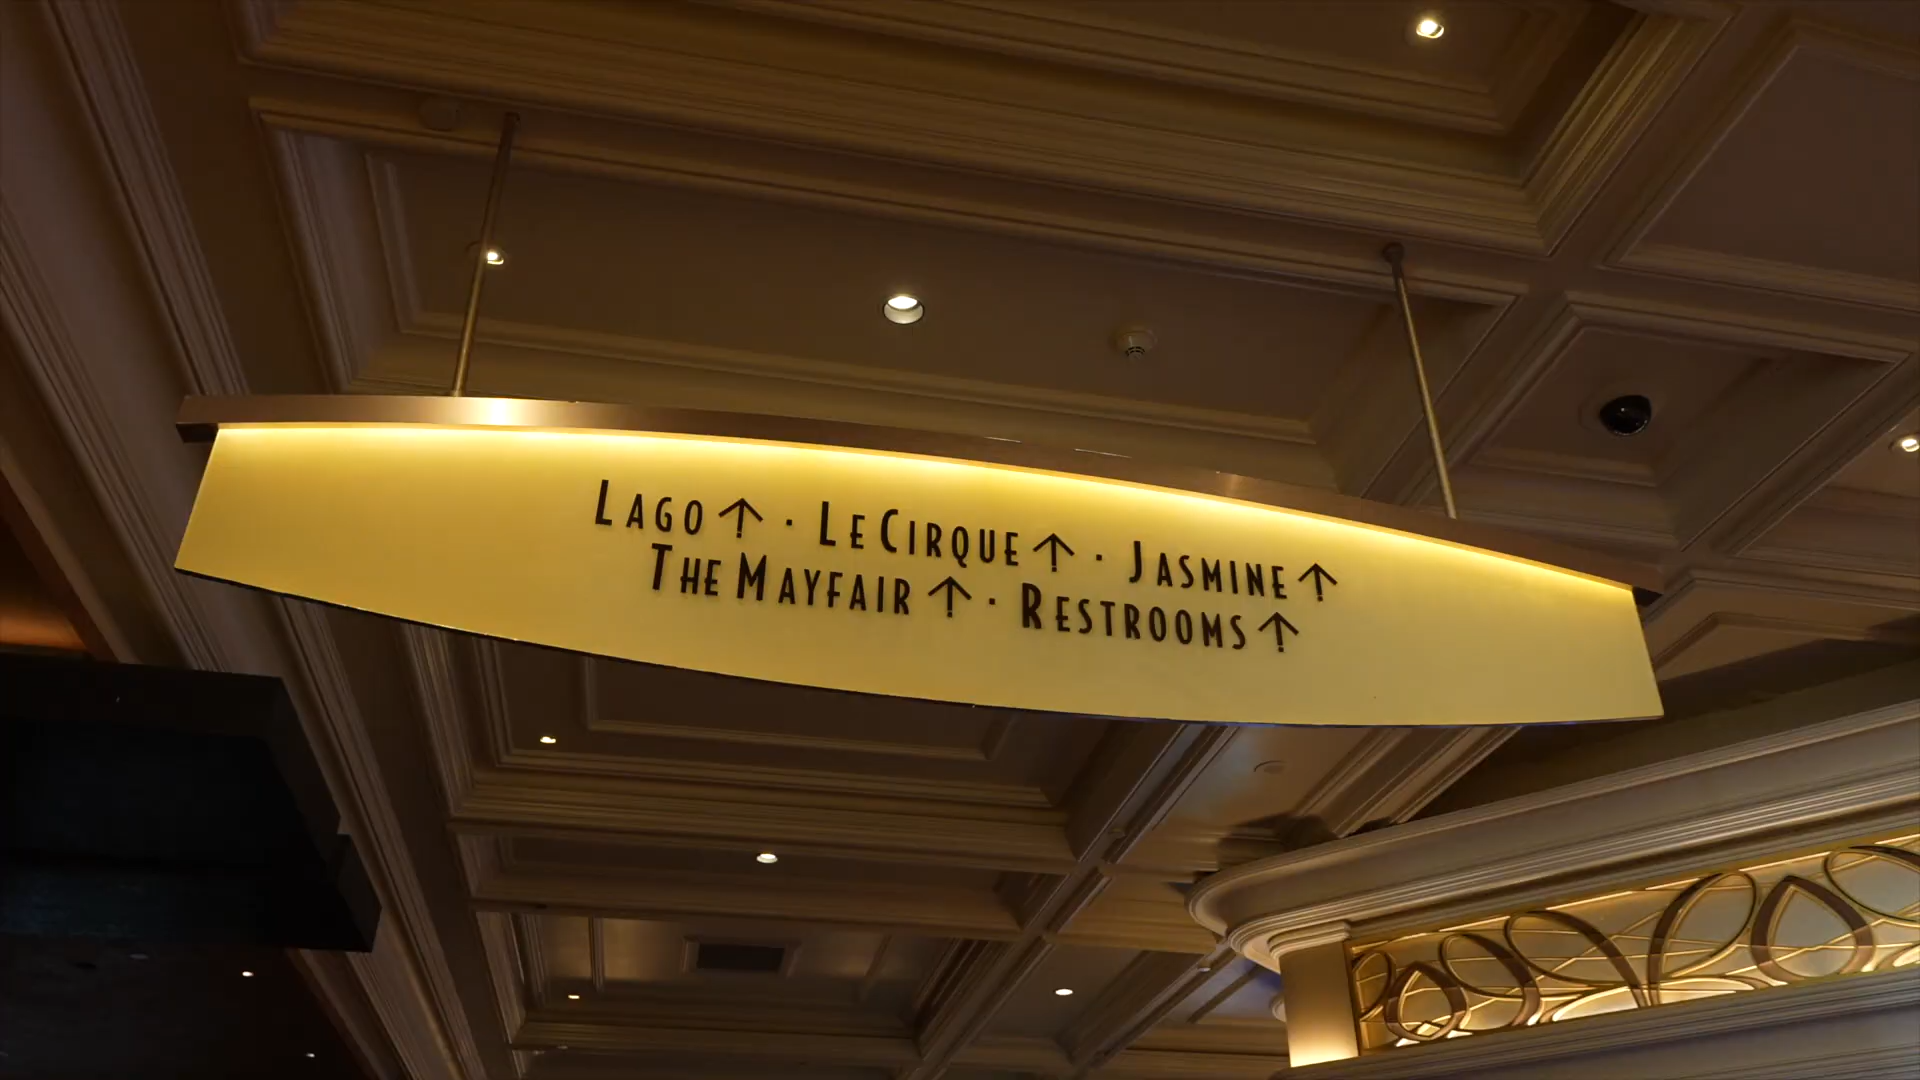 LAGO ↑ · LE CIRQUE ↑ · JASMINE ↑
THE MAYFAIR ↑ · RESTROOMS ↑